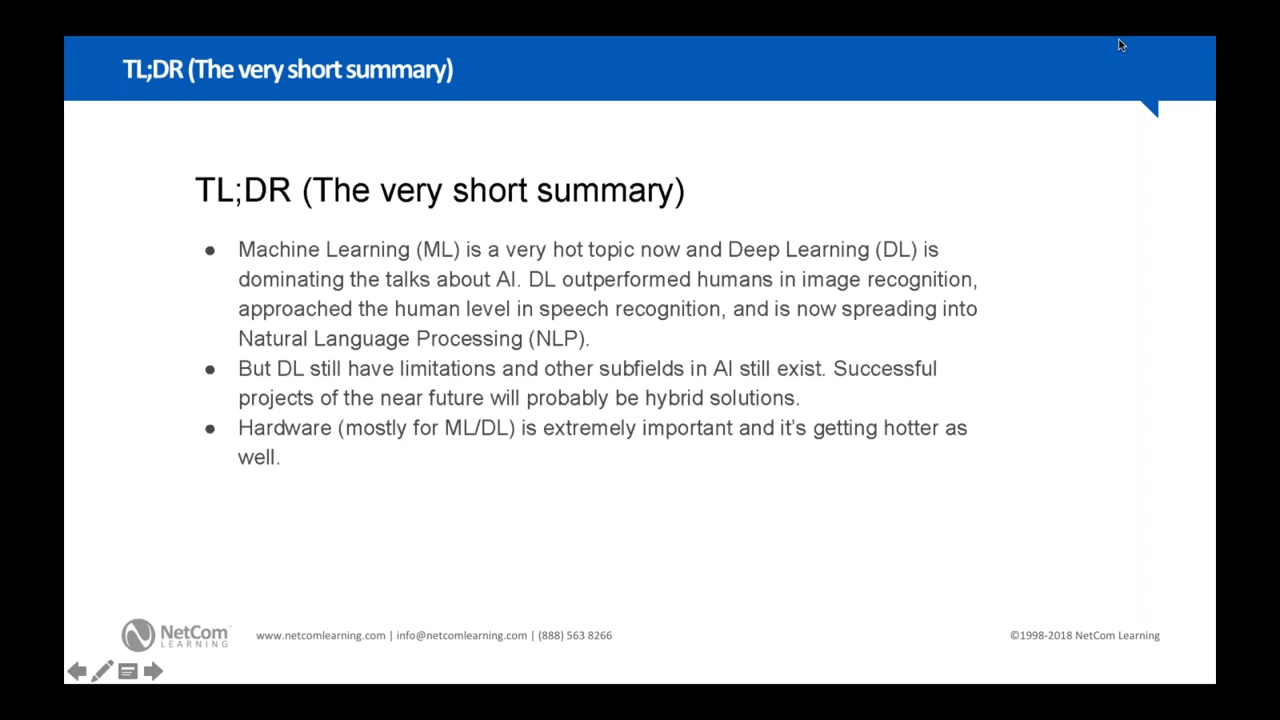 TL;DR (The very short summary)
TL;DR (The very short summary)
● Machine Learning (ML) is a very hot topic now and Deep Learning (DL) is
dominating the talks about AI. DL outperformed humans in image recognition,
approached the human level in speech recognition, and is now spreading into
Natural Language Processing (NLP).
● But DL still have limitations and other subfields in AI still exist. Successful
projects of the near future will probably be hybrid solutions.
● Hardware (mostly for ML/DL) is extremely important and it's getting hotter as
well.
NetCom™
LEARNING
www.netcomlearning.com | info@netcomlearning.com | (888) 563 8266
©1998-2018 NetCom Learning